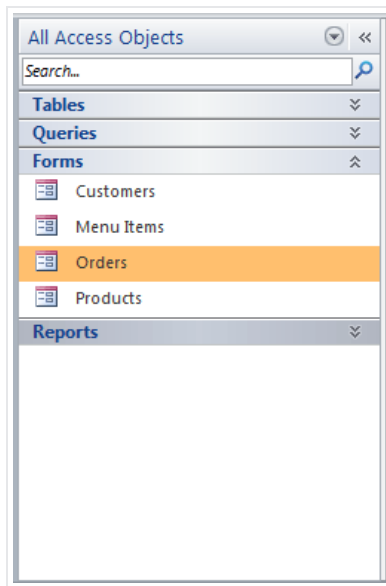 All Access Objects
Search...
Tables
Queries
Forms
Customers
Menu Items
Orders
Products
Reports